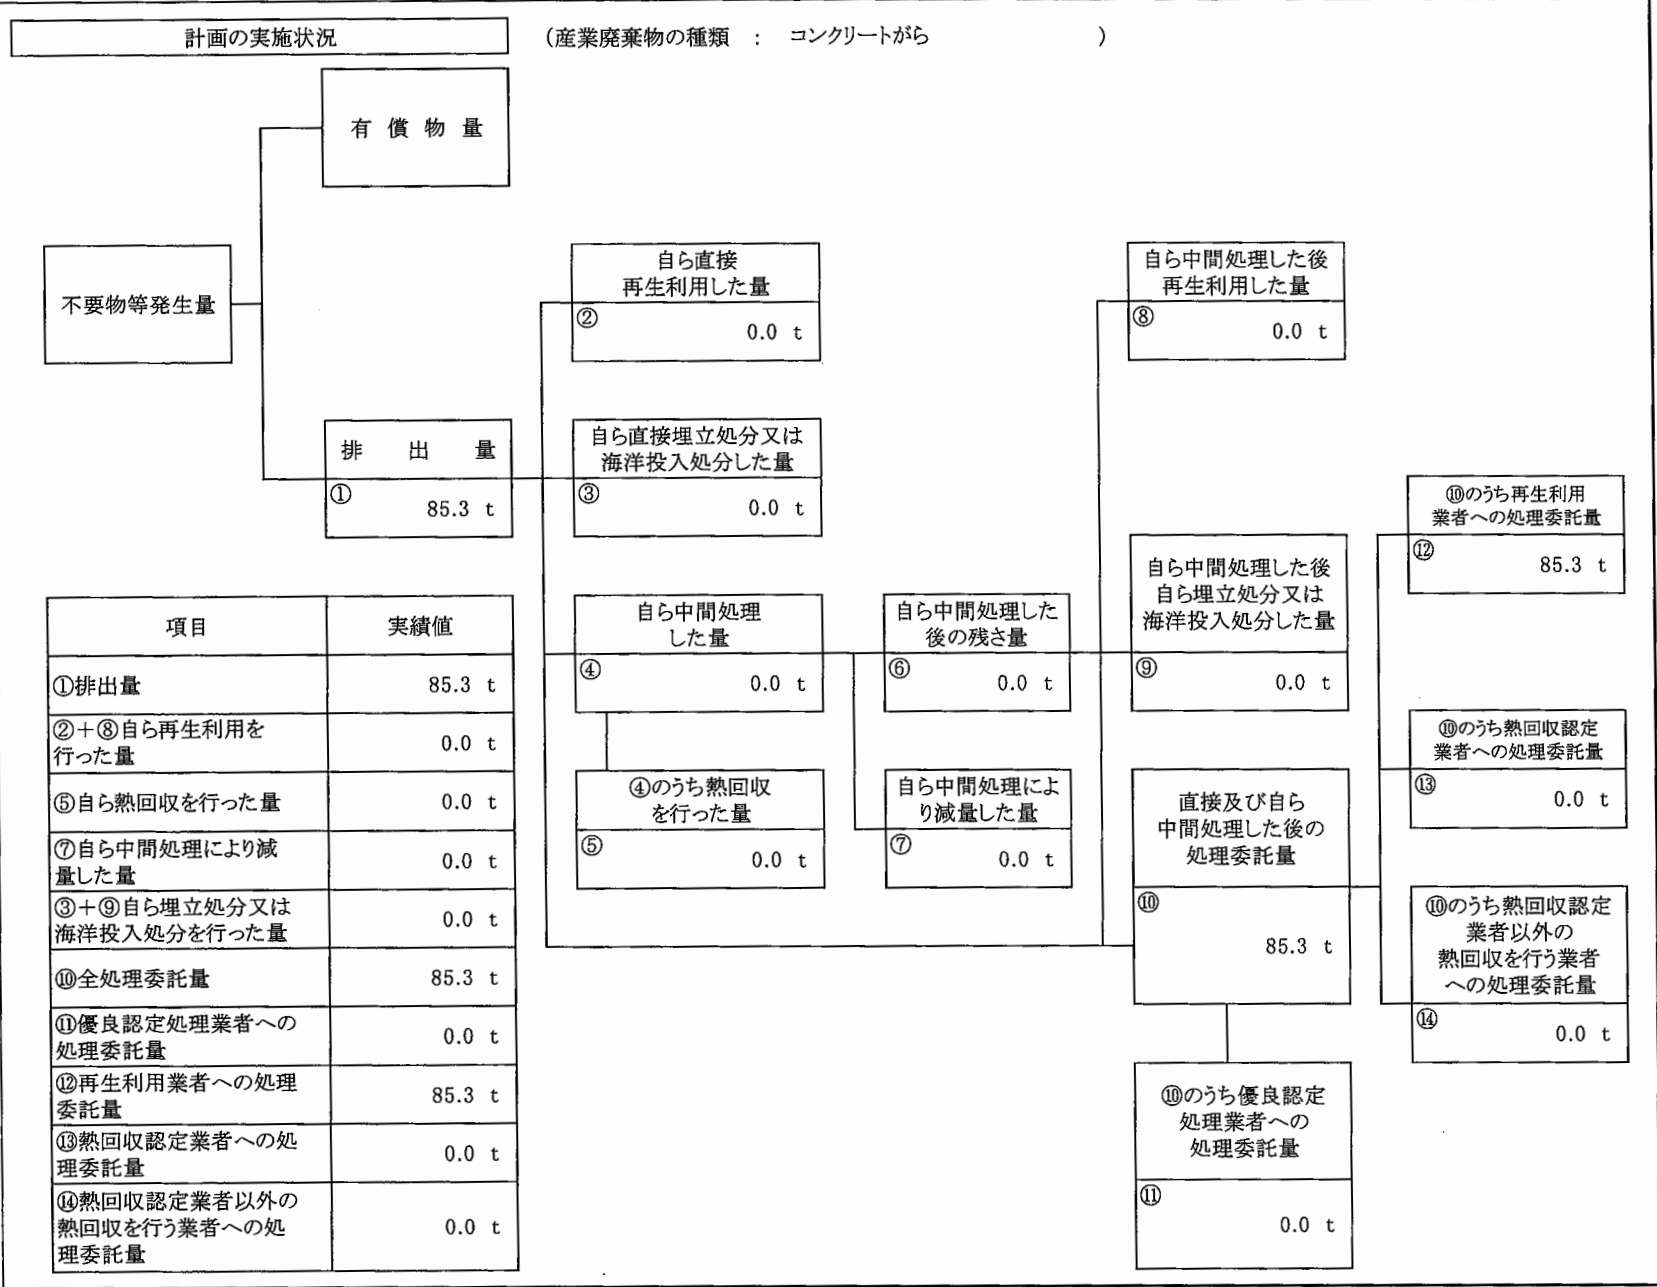 計画の実施状況
(産業廃棄物の種類 : コンクリートがら )
有償物量
不要物等発生量
排出量
①
85.3 t
自ら直接
再生利用した量
②
0.0 t
自ら直接埋立処分又は
海洋投入処分した量
③
0.0 t
自ら中間処理
した量
④
0.0 t
④のうち熱回収
を行った量
⑤
0.0 t
自ら中間処理した
後の残さ量
⑥
0.0 t
自ら中間処理によ
り減量した量
⑦
0.0 t
自ら中間処理した後
再生利用した量
⑧
0.0 t
自ら中間処理した後
自ら埋立処分又は
海洋投入処分した量
⑨
0.0 t
直接及び自ら
中間処理した後の
処理委託量
⑩
85.3 t
⑩のうち優良認定
処理業者への
処理委託量
⑪
0.0 t
⑩のうち再生利用
業者への処理委託量
⑫
85.3 t
⑩のうち熱回収認定
業者への処理委託量
⑬
0.0 t
⑩のうち熱回収認定
業者以外の
熱回収を行う業者
への処理委託量
⑭
0.0 t
項目 実績値
①排出量 85.3 t
②+⑧自ら再生利用を
行った量 0.0 t
⑤自ら熱回収を行った量 0.0 t
⑦自ら中間処理により減
量した量 0.0 t
③+⑨自ら埋立処分又は
海洋投入処分を行った量 0.0 t
⑩全処理委託量 85.3 t
⑪優良認定処理業者への
処理委託量 0.0 t
⑫再生利用業者への処理
委託量 85.3 t
⑬熱回収認定業者への処
理委託量 0.0 t
⑭熱回収認定業者以外の
熱回収を行う業者への処
理委託量 0.0 t